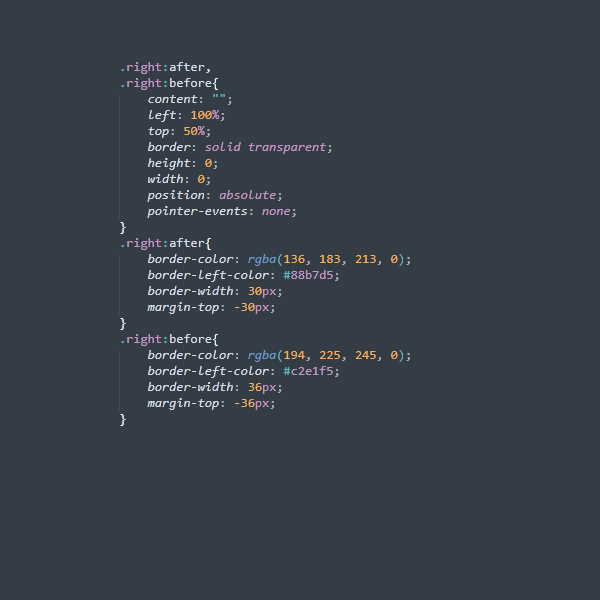 .right:after,
.right:before{
    content: "";
    left: 100%;
    top: 50%;
    border: solid transparent;
    height: 0;
    width: 0;
    position: absolute;
    pointer-events: none;
}
.right:after{
    border-color: rgba(136, 183, 213, 0);
    border-left-color: #88b7d5;
    border-width: 30px;
    margin-top: -30px;
}
.right:before{
    border-color: rgba(194, 225, 245, 0);
    border-left-color: #c2e1f5;
    border-width: 36px;
    margin-top: -36px;
}